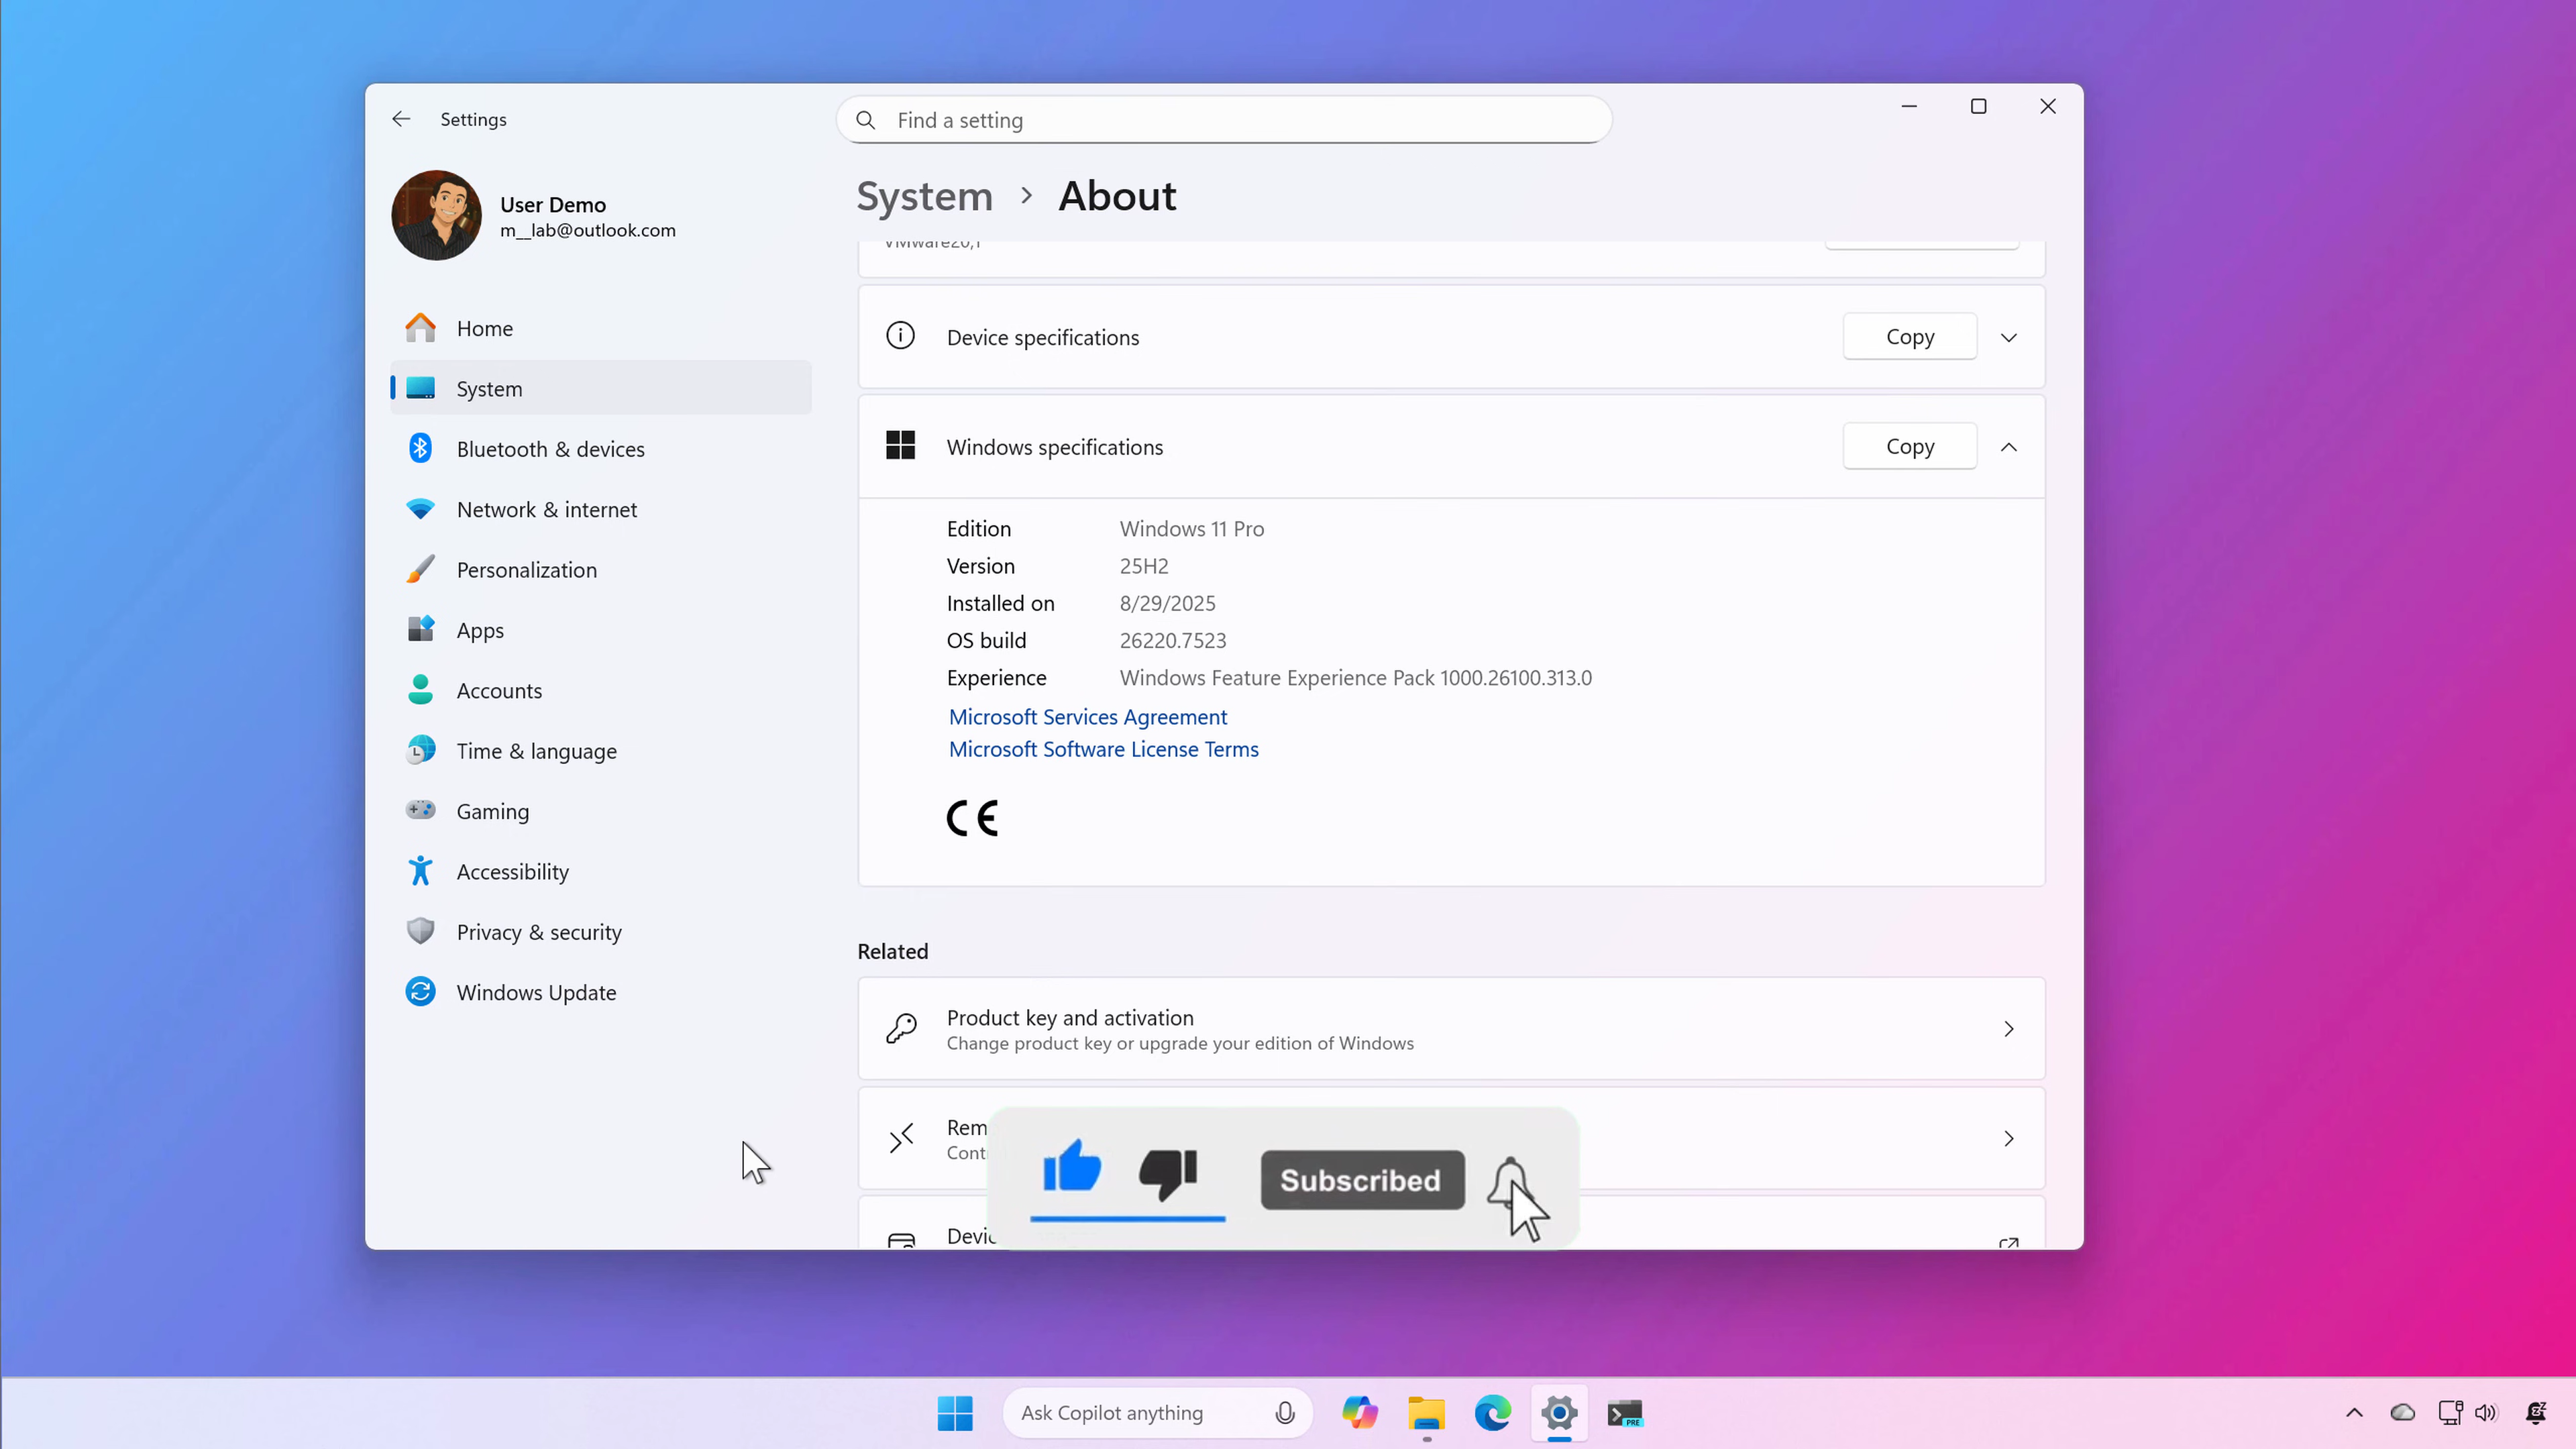 Settings
Find a setting
User Demo
m__lab@outlook.com
Home
System
Bluetooth & devices
Network & internet
Personalization
Apps
Accounts
Time & language
Gaming
Accessibility
Privacy & security
Windows Update
System > About
VMware20,1
Device specifications
Copy
Windows specifications
Copy
Edition Windows 11 Pro
Version 25H2
Installed on 8/29/2025
OS build 26220.7523
Experience Windows Feature Experience Pack 1000.26100.313.0
Microsoft Services Agreement
Microsoft Software License Terms
CE
Related
Product key and activation
Change product key or upgrade your edition of Windows
Rem
Cont
Devic
Subscribed
Ask Copilot anything
PRE